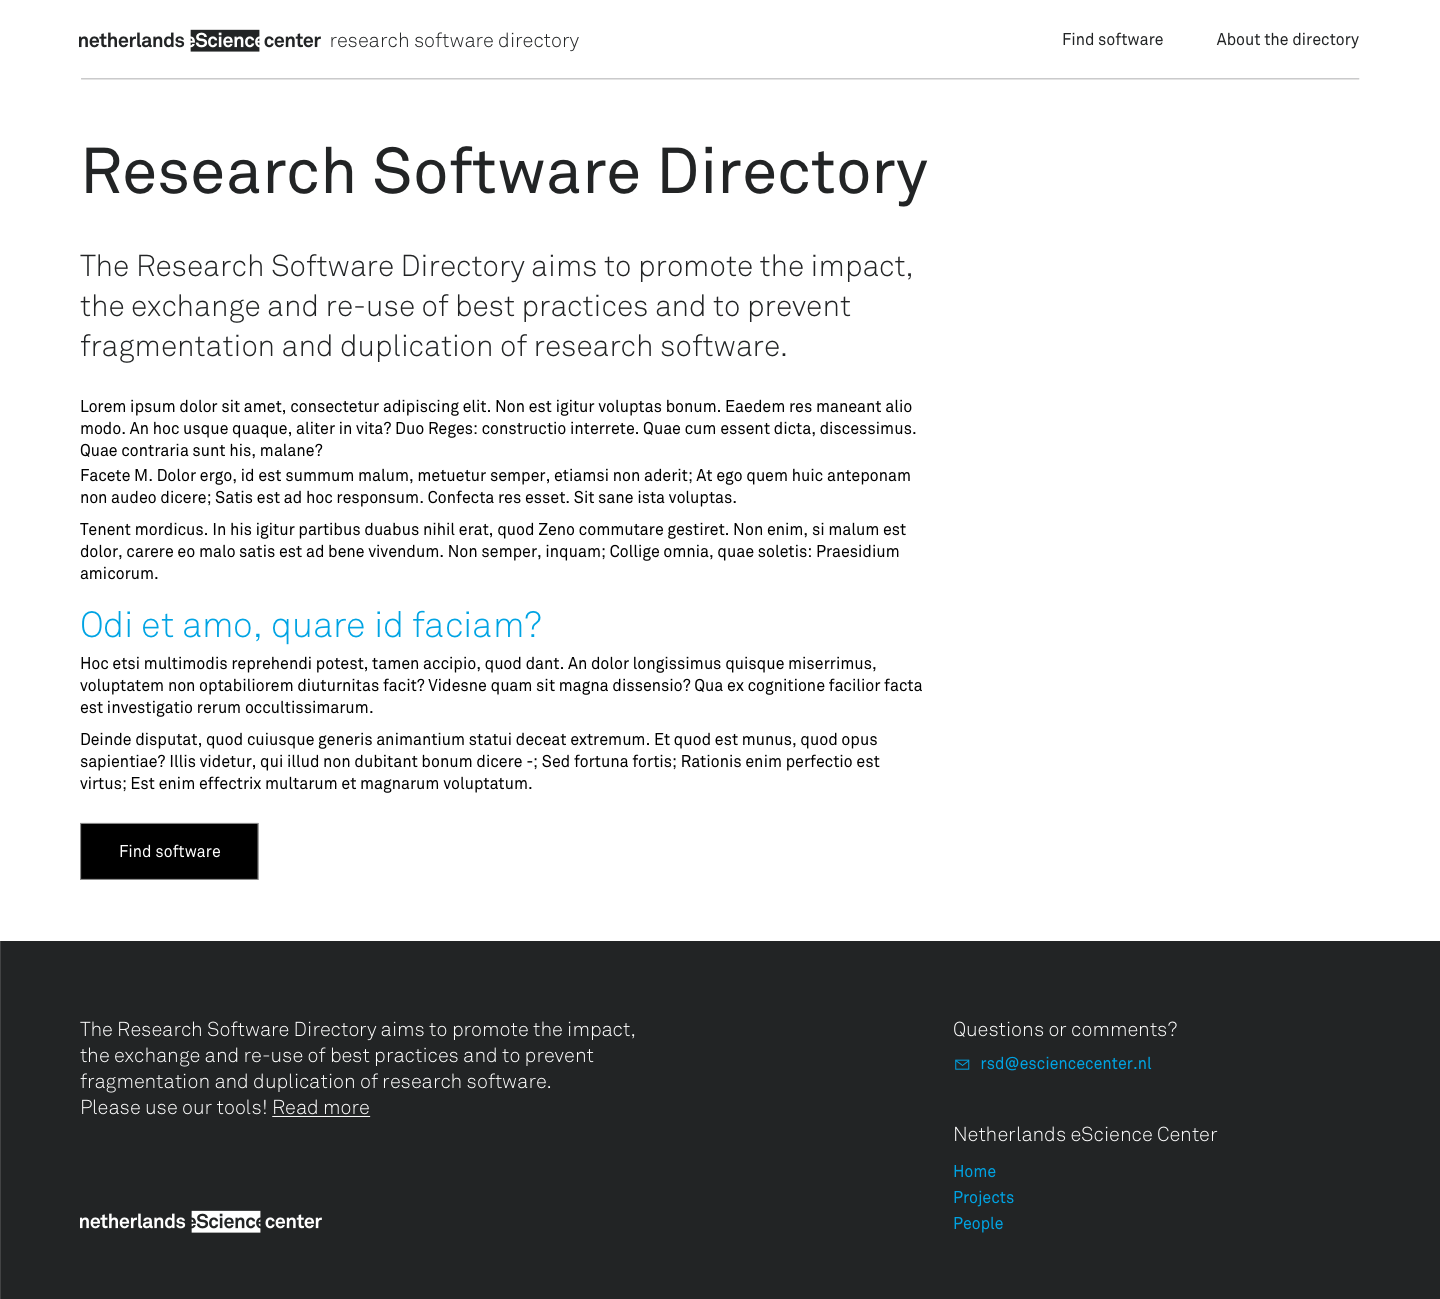 netherlands eScience center research software directory
Find software About the directory
Research Software Directory
The Research Software Directory aims to promote the impact,
the exchange and re-use of best practices and to prevent
fragmentation and duplication of research software.
Lorem ipsum dolor sit amet, consectetur adipiscing elit. Non est igitur voluptas bonum. Eaedem res maneant alio
modo. An hoc usque quaque, aliter in vita? Duo Reges: constructio interrete. Quae cum essent dicta, discessimus.
Quae contraria sunt his, malane?
Facete M. Dolor ergo, id est summum malum, metuetur semper, etiamsi non aderit; At ego quem huic anteponam
non audeo dicere; Satis est ad hoc responsum. Confecta res esset. Sit sane ista voluptas.
Tenent mordicus. In his igitur partibus duabus nihil erat, quod Zeno commutare gestiret. Non enim, si malum est
dolor, carere eo malo satis est ad bene vivendum. Non semper, inquam; Collige omnia, quae soletis: Praesidium
amicorum.
Odi et amo, quare id faciam?
Hoc etsi multimodis reprehendi potest, tamen accipio, quod dant. An dolor longissimus quisque miserrimus,
voluptatem non optabiliorem diuturnitas facit? Videsne quam sit magna dissensio? Qua ex cognitione facilior facta
est investigatio rerum occultissimarum.
Deinde disputat, quod cuiusque generis animantium statui deceat extremum. Et quod est munus, quod opus
sapientiae? Illis videtur, qui illud non dubitant bonum dicere -; Sed fortuna fortis; Rationis enim perfectio est
virtus; Est enim effectrix multarum et magnarum voluptatum.
Find software
The Research Software Directory aims to promote the impact,
the exchange and re-use of best practices and to prevent
fragmentation and duplication of research software.
Please use our tools! Read more
netherlands eScience center
Questions or comments?
rsd@esciencecenter.nl
Netherlands eScience Center
Home
Projects
People